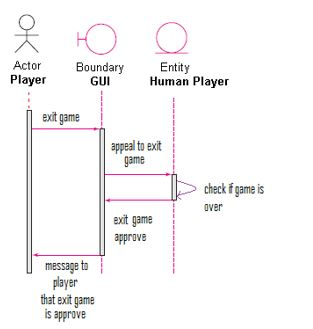 Actor
Player
Boundary
GUI
Entity
Human Player
exit game
appeal to exit
game
check if game is
over
exit game
approve
message to
player
that exit game
is approve